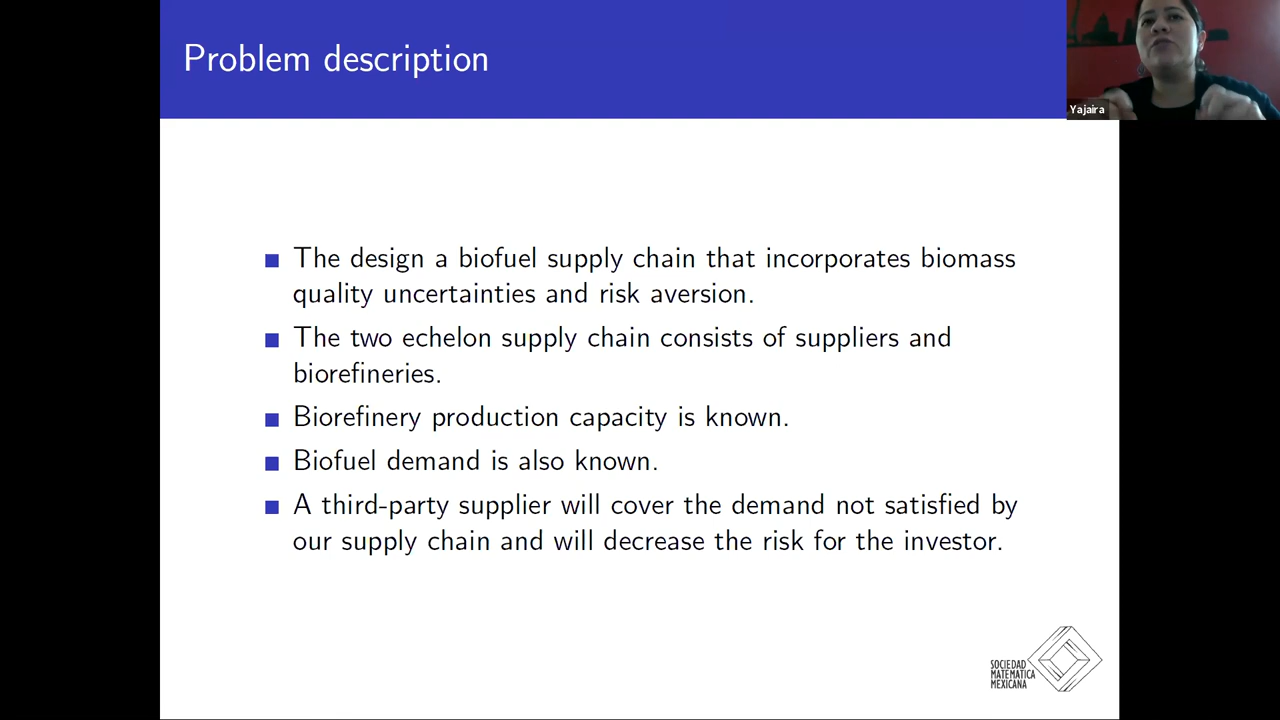 Problem description
Yajaira
■ The design a biofuel supply chain that incorporates biomass
quality uncertainties and risk aversion.
■ The two echelon supply chain consists of suppliers and
biorefineries.
■ Biorefinery production capacity is known.
■ Biofuel demand is also known.
■ A third-party supplier will cover the demand not satisfied by
our supply chain and will decrease the risk for the investor.
SOCIEDAD
MATEMATICA
MEXICANA